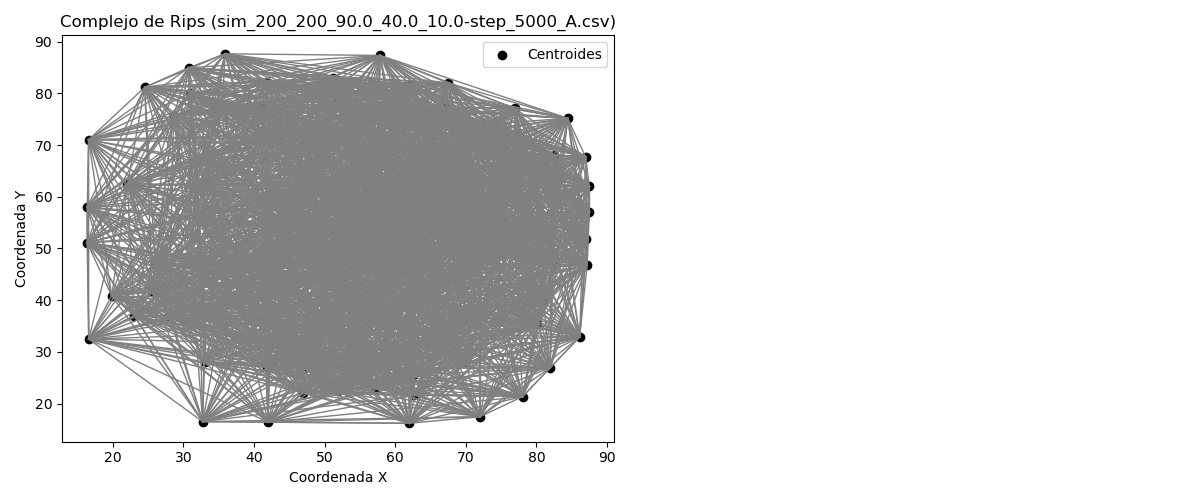 Complejo de Rips (sim_200_200_90.0_40.0_10.0-step_5000_A.csv)
Centroides
90
80
70
60
50
40
30
20
Coordenada Y
20 30 40 50 60 70 80 90
Coordenada X